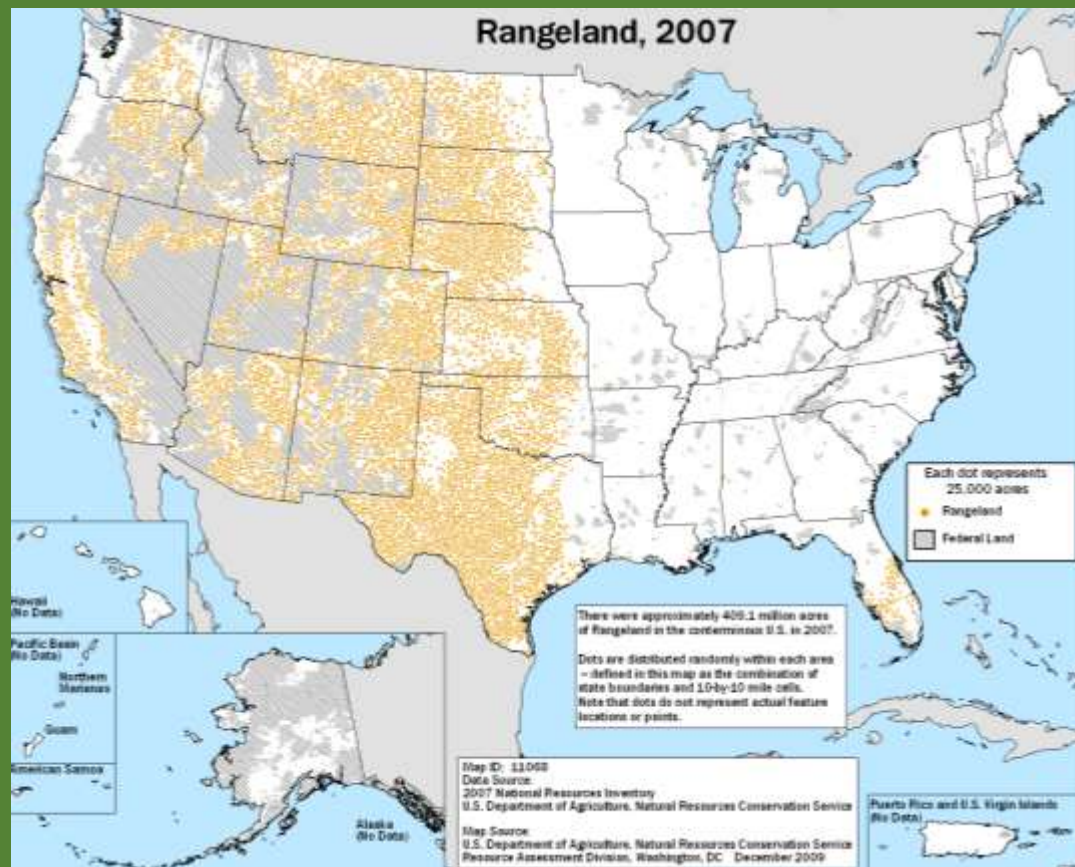 Rangeland, 2007
Each dot represents
25,000 acres
Rangeland
Federal Land
Hawaii
(No Data)
Pacific Basin
(No Data)
Northern
Marianas
Guam
American Samoa
Alaska
(No Data)
There were approximately 409.1 million acres
of Rangeland in the conterminous U.S. in 2007.
Dots are distributed randomly within each area
– defined in this map as the combination of
state boundaries and 10-by-10 mile cells.
Note that dots do not represent actual feature
locations or points.
Map ID: 11068
Data Source:
2007 National Resources Inventory
U.S. Department of Agriculture, Natural Resources Conservation Service
Map Source:
U.S. Department of Agriculture, Natural Resources Conservation Service
Resource Assessment Division, Washington, DC December 2009
Puerto Rico and U.S. Virgin Islands
(No Data)